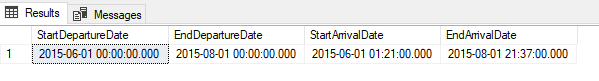 Results Messages
StartDepartureDate EndDepartureDate StartArrivalDate EndArrivalDate
1 2015-06-01 00:00:00.000 2015-08-01 00:00:00.000 2015-06-01 01:21:00.000 2015-08-01 21:37:00.000